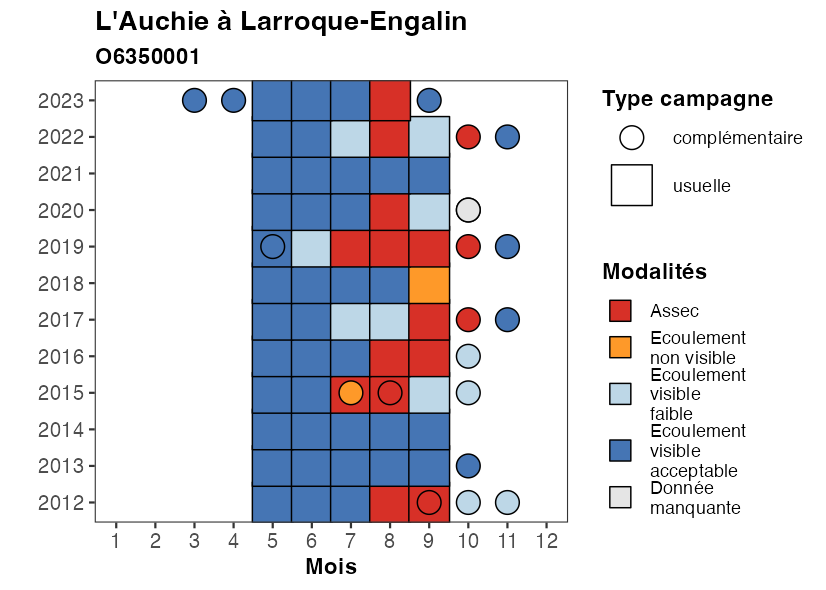 L'Auchie à Larroque-Engalin
O6350001
2023
2022
2021
2020
2019
2018
2017
2016
2015
2014
2013
2012
1 2 3 4 5 6 7 8 9 10 11 12
Mois
Type campagne
complémentaire
usuelle
Modalités
Assec
Ecoulement
non visible
Ecoulement
visible
faible
Ecoulement
visible
acceptable
Donnée
manquante